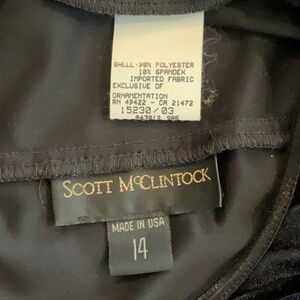 SHLLL-90% POLYESTER
10% SPANDEX
IMPORTED FABRIC
EXCLUSIVE OF
ORNAMENTATION
RN 49422 - CA 21472
15230/03
SCOTT McCLINTOCK
MADE IN USA
14